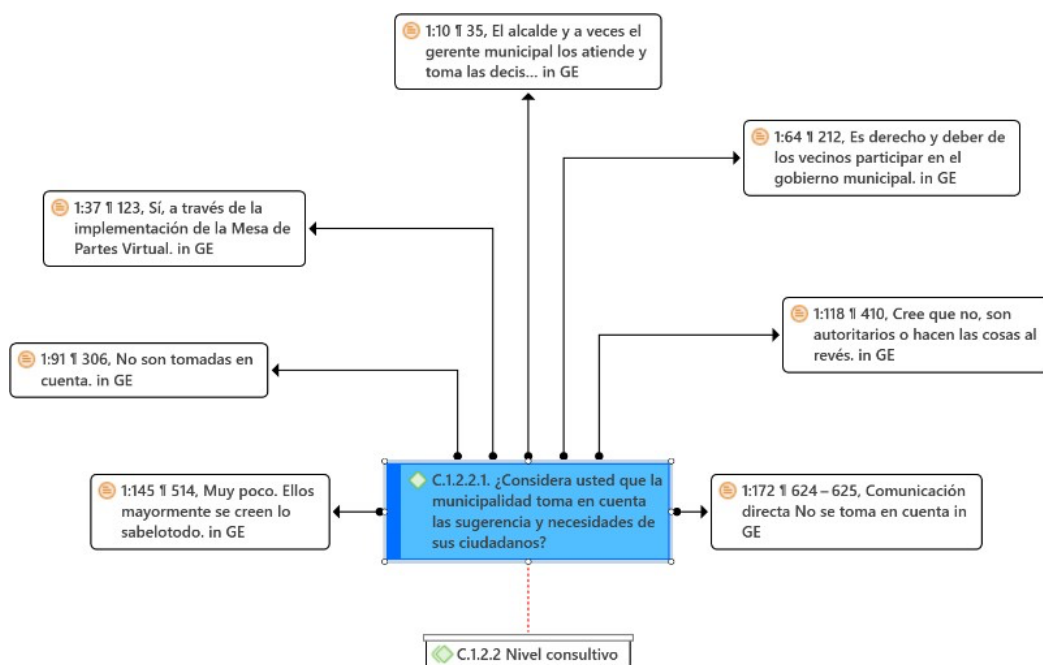 1:10 ¶ 35, El alcalde y a veces el
gerente municipal los atiende y
toma las decis... in GE
1:64 ¶ 212, Es derecho y deber de
los vecinos participar en el
gobierno municipal. in GE
1:37 ¶ 123, Sí, a través de la
implementación de la Mesa de
Partes Virtual. in GE
1:118 ¶ 410, Cree que no, son
autoritarios o hacen las cosas al
revés. in GE
1:91 ¶ 306, No son tomadas en
cuenta. in GE
C.1.2.2.1. ¿Considera usted que la
municipalidad toma en cuenta
las sugerencia y necesidades de
sus ciudadanos?
1:145 ¶ 514, Muy poco. Ellos
mayormente se creen lo
sabelotodo. in GE
1:172 ¶ 624 – 625, Comunicación
directa No se toma en cuenta in
GE
C.1.2.2 Nivel consultivo